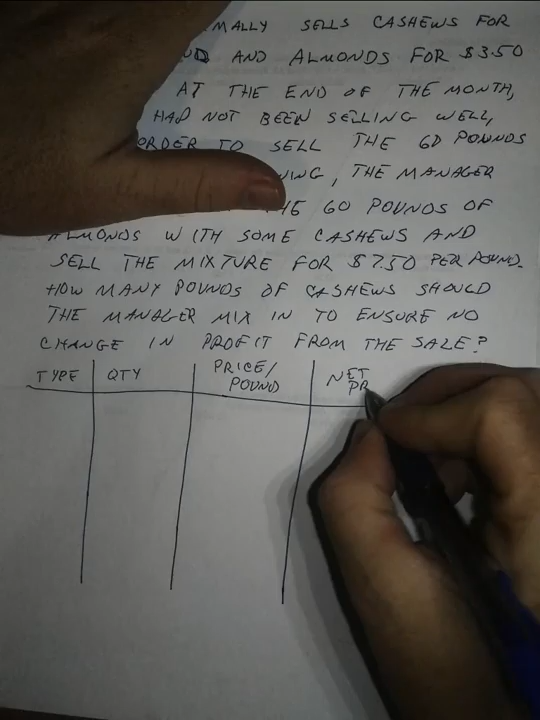 SELLS CASHEWS FOR
AND ALMONDS FOR $3.50
AT THE END OF THE MONTH,
HAD NOT BEEN SELLING WELL,
ORDER TO SELL THE 60 POUNDS
, THE MANAGER
60 POUNDS OF
ALMONDS WITH SOME CASHEWS AND
SELL THE MIXTURE FOR $7.50 PER POUND.
HOW MANY POUNDS OF CASHEWS SHOULD
THE MANAGER MIX IN TO ENSURE NO
CHANGE IN PROFIT FROM THE SALE?
TYPE QTY PRICE/ POUND NET PR